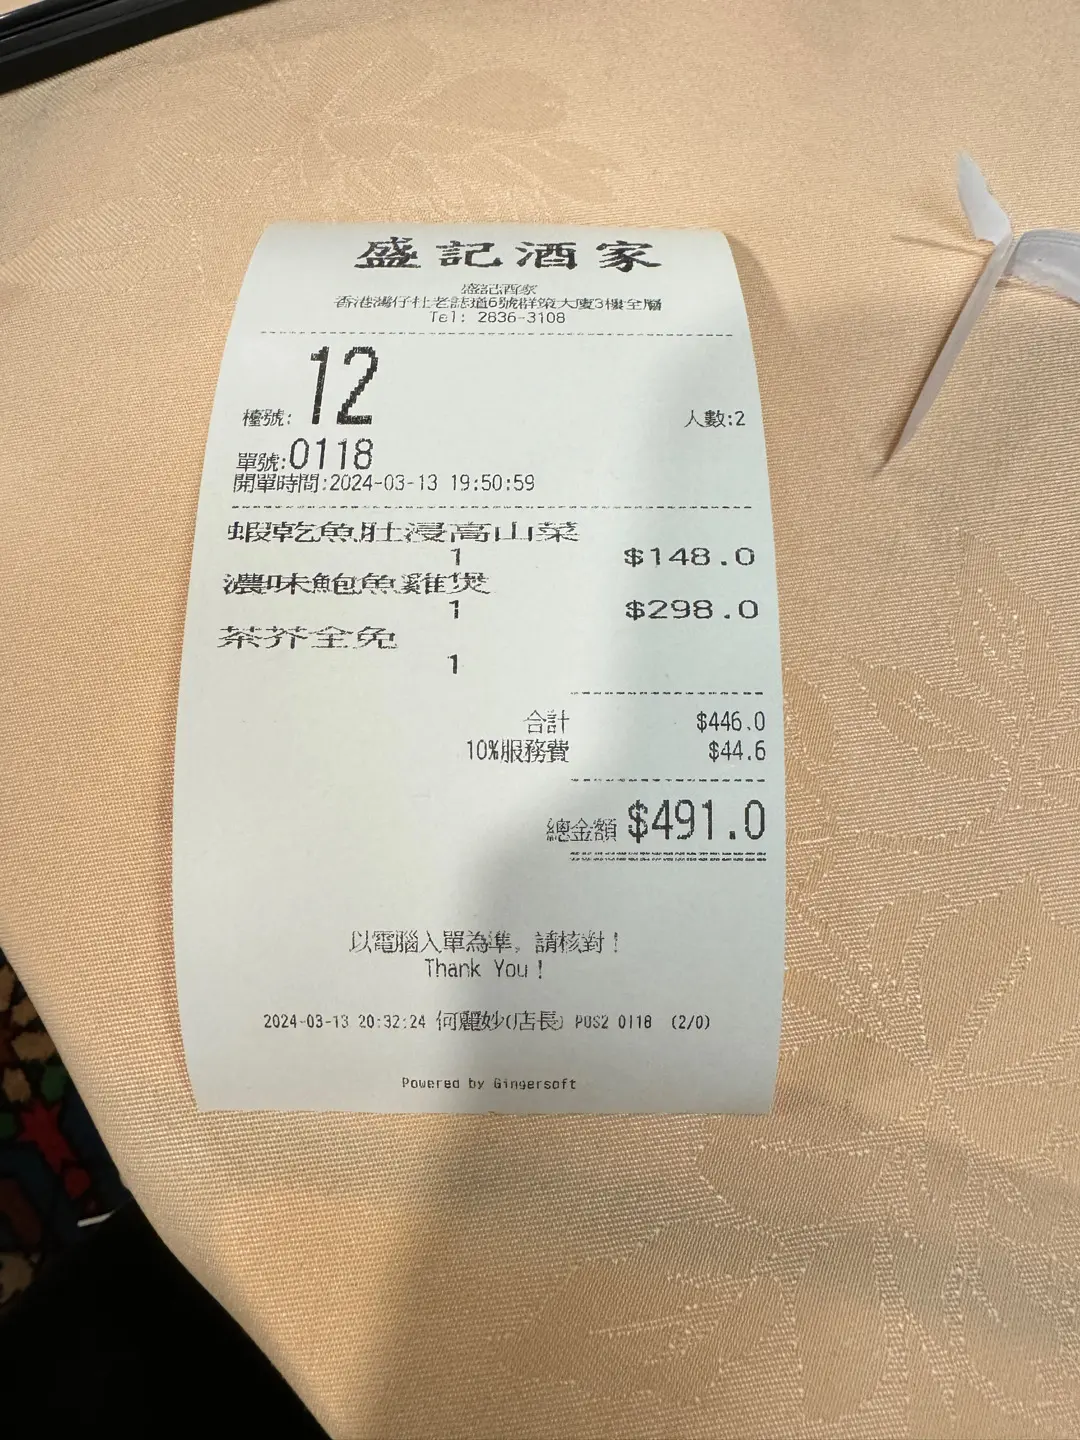 盛記酒家
盛記酒家
香港灣仔杜老誌道6號群策大廈3樓全層
Tel: 2836-3108
檯號: 12 人數:2
單號:0118
開單時間:2024-03-13 19:50:59
蝦乾魚肚浸高山菜
1 $148.0
濃味鮑魚雞煲
1 $298.0
茶芥全免
1
合計 $446.0
10%服務費 $44.6
總金額 $491.0
以電腦入單為準，請核對！
Thank You！
2024-03-13 20:32:24 何麗妙(店長) POS2 0118 (2/0)
Powered by Gingersoft